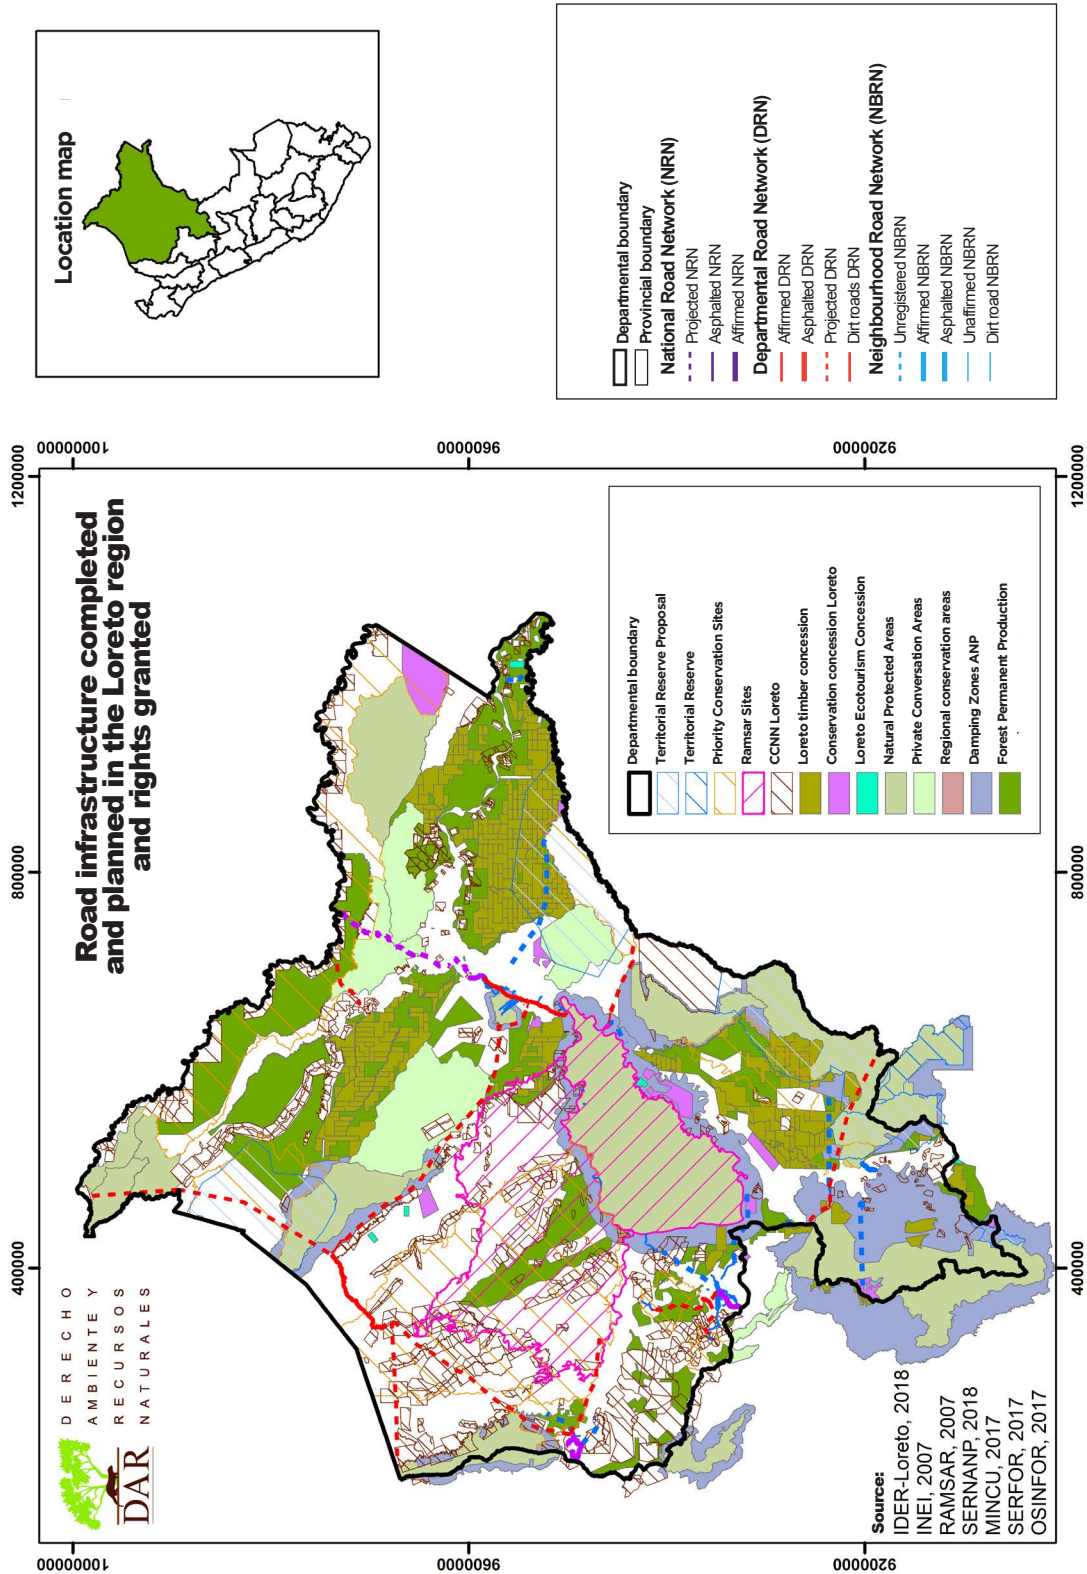 DERECHO
AMBIENTE Y
RECURSOS
NATURALES
DAR
Road infrastructure completed
and planned in the Loreto region
and rights granted
400000
800000
1200000
10000000
9600000
9200000
10000000
9600000
9200000
400000
800000
1200000
Source:
IDER-Loreto, 2018
INEI, 2007
RAMSAR, 2007
SERNANP, 2018
MINCU, 2017
SERFOR, 2017
OSINFOR, 2017
Departmental boundary
Territorial Reserve Proposal
Territorial Reserve
Priority Conservation Sites
Ramsar Sites
CCNN Loreto
Loreto timber concession
Conservation concession Loreto
Loreto Ecotourism Concession
Natural Protected Areas
Private Conversation Areas
Regional conservation areas
Damping Zones ANP
Forest Permanent Production
Location map
Departmental boundary
Provincial boundary
National Road Network (NRN)
Projected NRN
Asphalted NRN
Affirmed NRN
Departmental Road Network (DRN)
Affirmed DRN
Asphalted DRN
Projected DRN
Dirt roads DRN
Neighbourhood Road Network (NBRN)
Unregistered NBRN
Affirmed NBRN
Asphalted NBRN
Unaffirmed NBRN
Dirt road NBRN